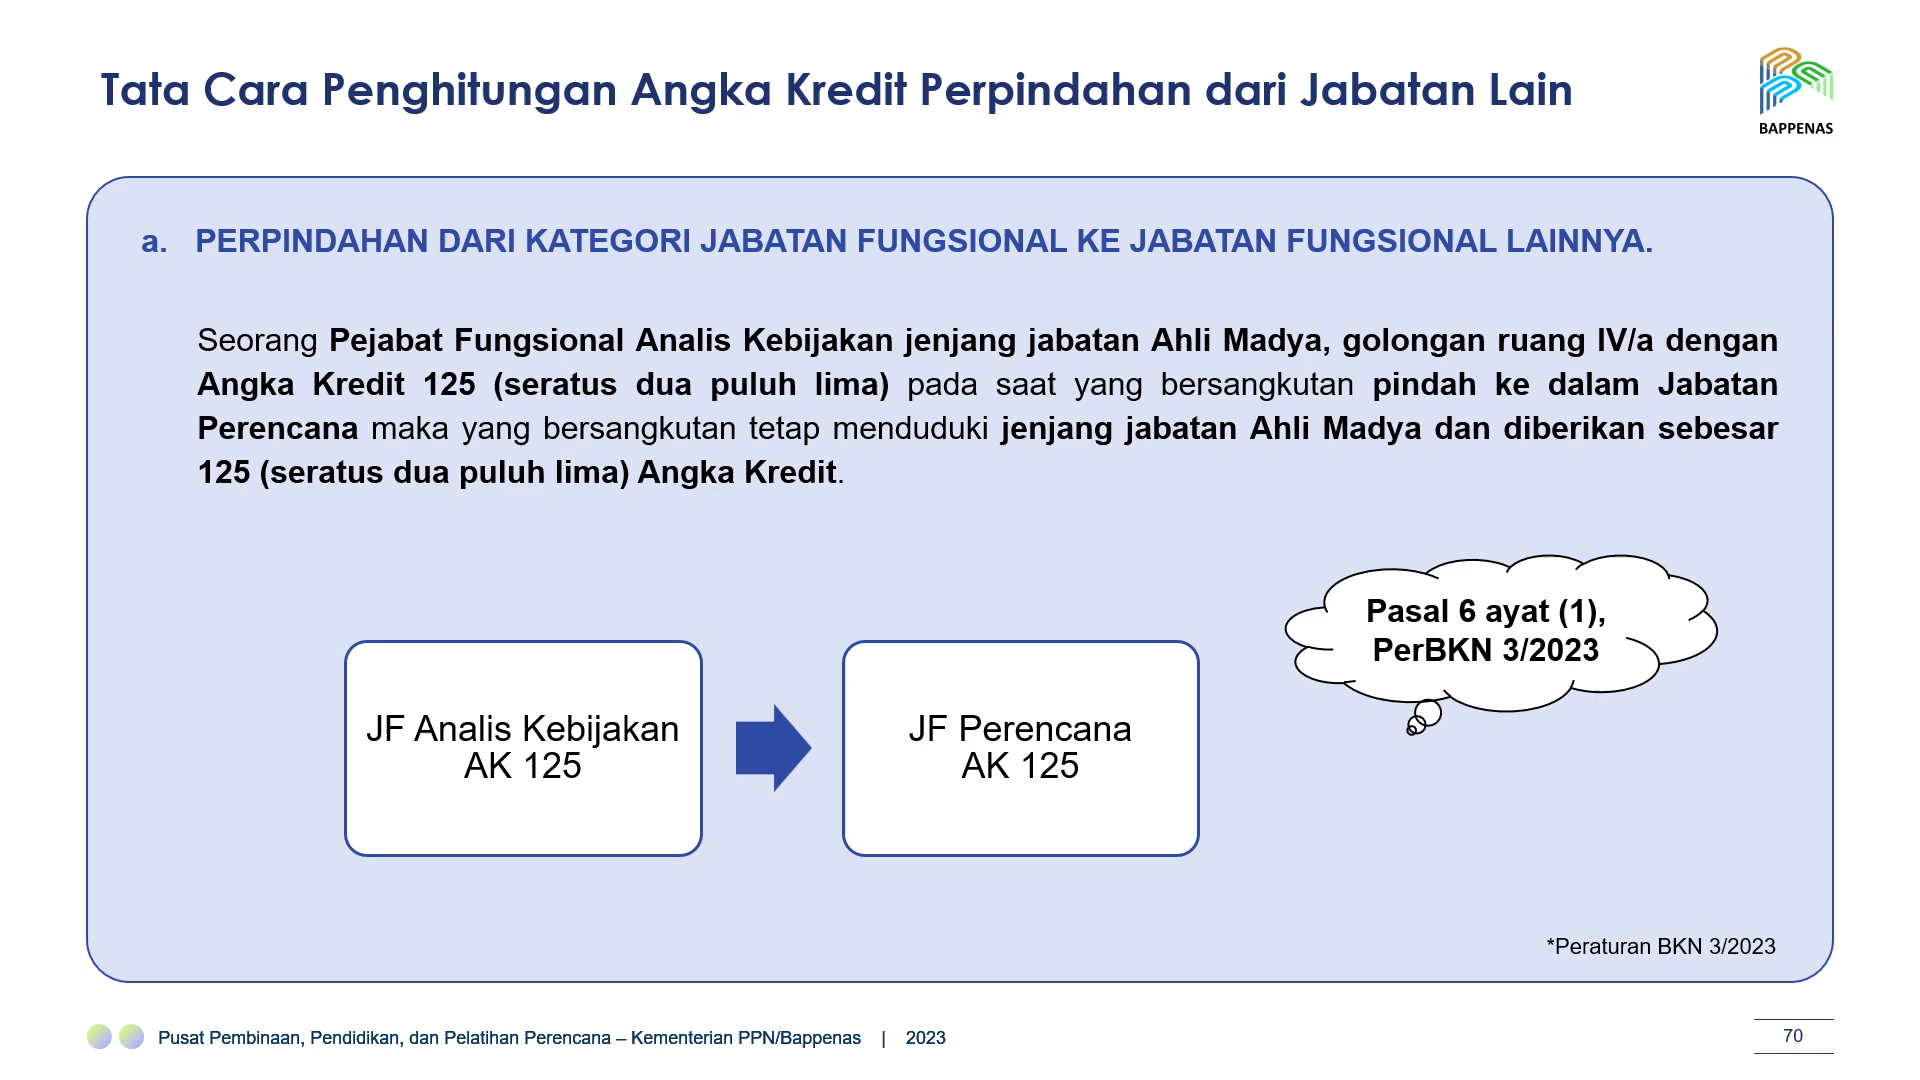 Tata Cara Penghitungan Angka Kredit Perpindahan dari Jabatan Lain
BAPPENAS
a. PERPINDAHAN DARI KATEGORI JABATAN FUNGSIONAL KE JABATAN FUNGSIONAL LAINNYA.
Seorang Pejabat Fungsional Analis Kebijakan jenjang jabatan Ahli Madya, golongan ruang IV/a dengan
Angka Kredit 125 (seratus dua puluh lima) pada saat yang bersangkutan pindah ke dalam Jabatan
Perencana maka yang bersangkutan tetap menduduki jenjang jabatan Ahli Madya dan diberikan sebesar
125 (seratus dua puluh lima) Angka Kredit.
Pasal 6 ayat (1),
PerBKN 3/2023
JF Analis Kebijakan
AK 125
JF Perencana
AK 125
*Peraturan BKN 3/2023
Pusat Pembinaan, Pendidikan, dan Pelatihan Perencana – Kementerian PPN/Bappenas | 2023
70